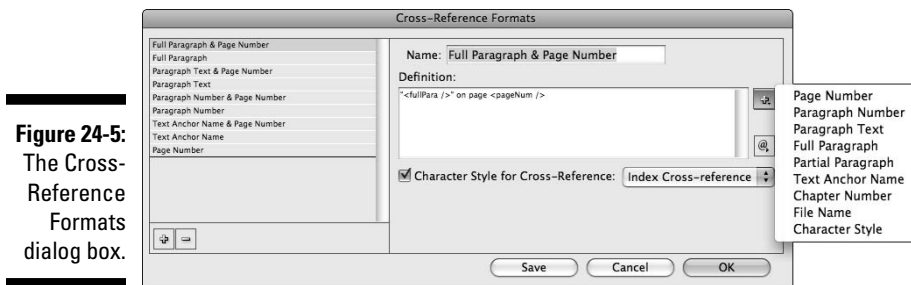 Cross-Reference Formats
Full Paragraph & Page Number
Full Paragraph
Paragraph Text & Page Number
Paragraph Text
Paragraph Number & Page Number
Paragraph Number
Text Anchor Name & Page Number
Text Anchor Name
Page Number
Name: Full Paragraph & Page Number
Definition:
"<fullPara />" on page <pageNum />
Character Style for Cross-Reference: Index Cross-reference
Save Cancel OK
Page Number
Paragraph Number
Paragraph Text
Full Paragraph
Partial Paragraph
Text Anchor Name
Chapter Number
File Name
Character Style
Figure 24-5:
The Cross-
Reference
Formats
dialog box.